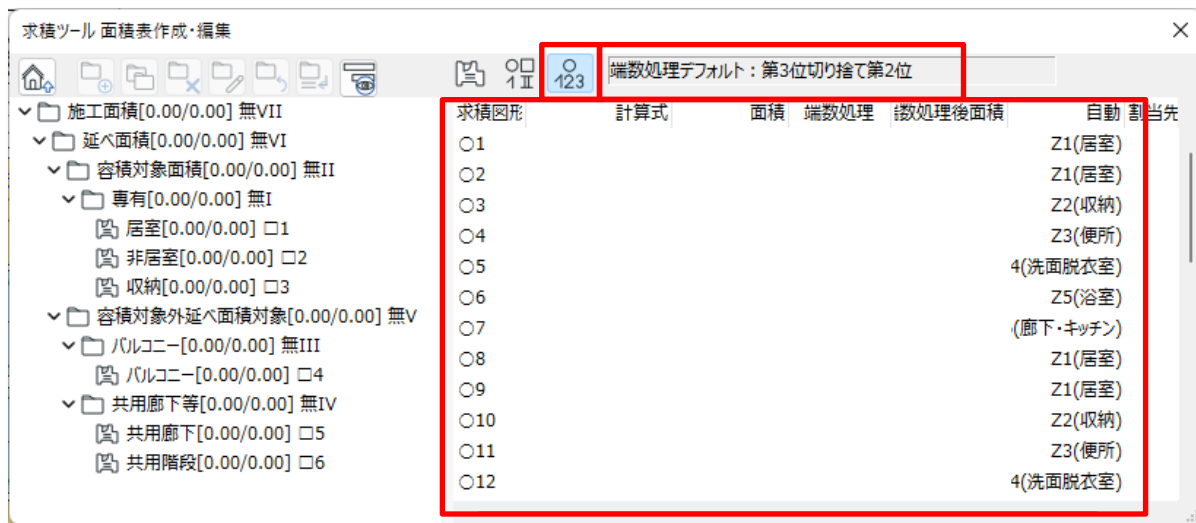 求積ツール 面積表作成・編集
○□
1 Ⅱ
○
123
端数処理デフォルト：第3位切り捨て第2位
施工面積[0.00/0.00] 無VII
延べ面積[0.00/0.00] 無VI
容積対象面積[0.00/0.00] 無II
専有[0.00/0.00] 無I
居室[0.00/0.00] □1
非居室[0.00/0.00] □2
収納[0.00/0.00] □3
容積対象外延べ面積対象[0.00/0.00] 無V
バルコニー[0.00/0.00] 無III
バルコニー[0.00/0.00] □4
共用廊下等[0.00/0.00] 無IV
共用廊下[0.00/0.00] □5
共用階段[0.00/0.00] □6
求積図形 計算式 面積 端数処理 数処理後面積 自動 割当先
○1 Z1(居室)
○2 Z1(居室)
○3 Z2(収納)
○4 Z3(便所)
○5 4(洗面脱衣室)
○6 Z5(浴室)
○7 (廊下・キッチン)
○8 Z1(居室)
○9 Z1(居室)
○10 Z2(収納)
○11 Z3(便所)
○12 4(洗面脱衣室)